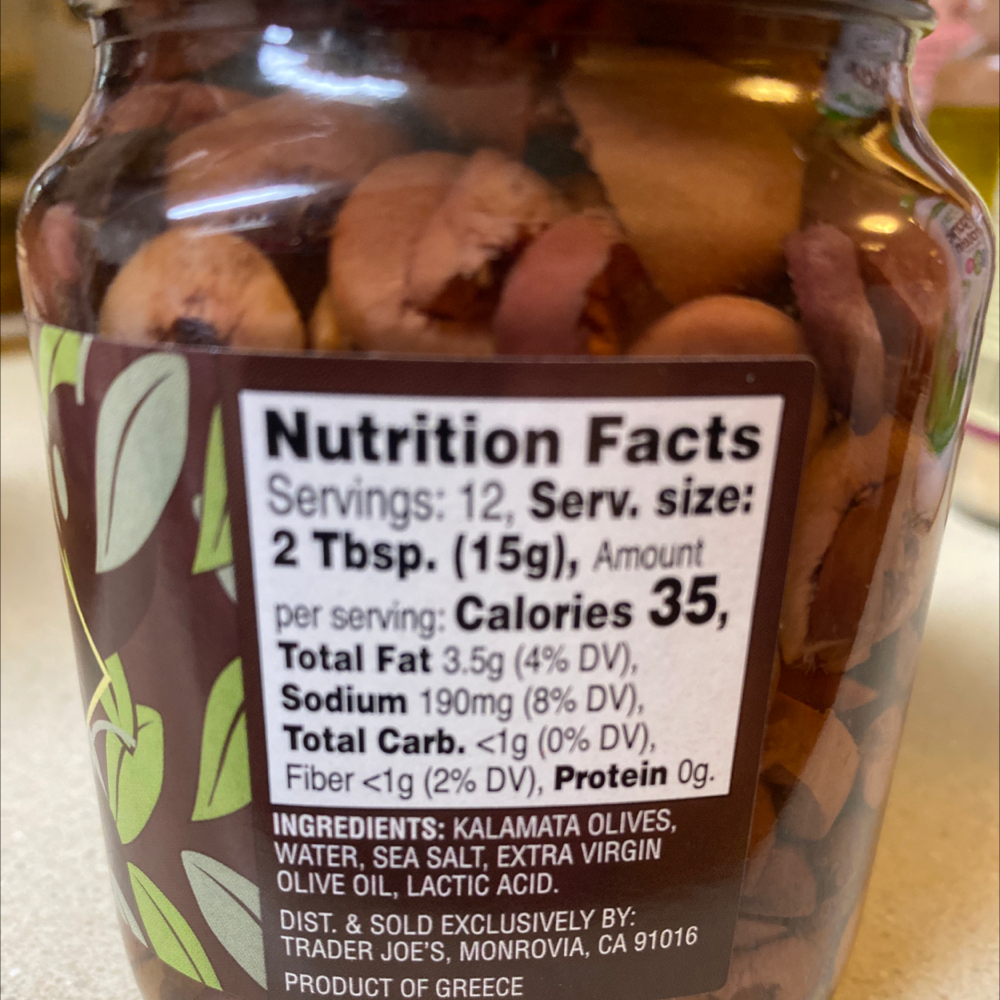 Nutrition Facts
Servings: 12, Serv. size:
2 Tbsp. (15g), Amount
per serving: Calories 35,
Total Fat 3.5g (4% DV),
Sodium 190mg (8% DV),
Total Carb. <1g (0% DV),
Fiber <1g (2% DV), Protein 0g.
INGREDIENTS: KALAMATA OLIVES,
WATER, SEA SALT, EXTRA VIRGIN
OLIVE OIL, LACTIC ACID.
DIST. & SOLD EXCLUSIVELY BY:
TRADER JOE'S, MONROVIA, CA 91016
PRODUCT OF GREECE